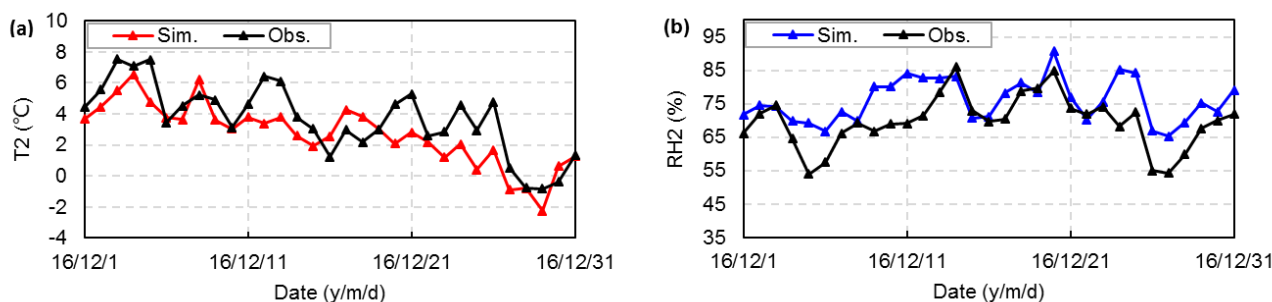 (a)
Sim.
Obs.
T2 (°C)
10
8
6
4
2
0
-2
-4
16/12/1
16/12/11
16/12/21
16/12/31
Date (y/m/d)
(b)
Sim.
Obs.
RH2 (%)
95
85
75
65
55
45
35
16/12/1
16/12/11
16/12/21
16/12/31
Date (y/m/d)